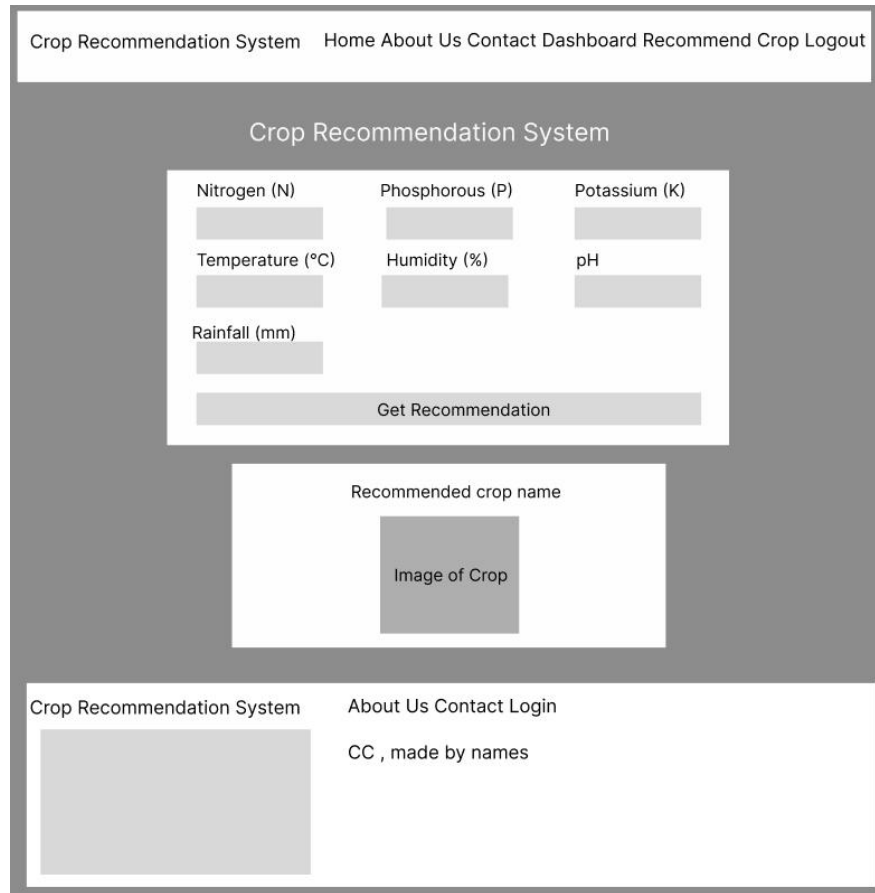 Crop Recommendation System Home About Us Contact Dashboard Recommend Crop Logout
Crop Recommendation System
Nitrogen (N) Phosphorous (P) Potassium (K)
Temperature (°C) Humidity (%) pH
Rainfall (mm)
Get Recommendation
Recommended crop name
Image of Crop
Crop Recommendation System About Us Contact Login
CC , made by names